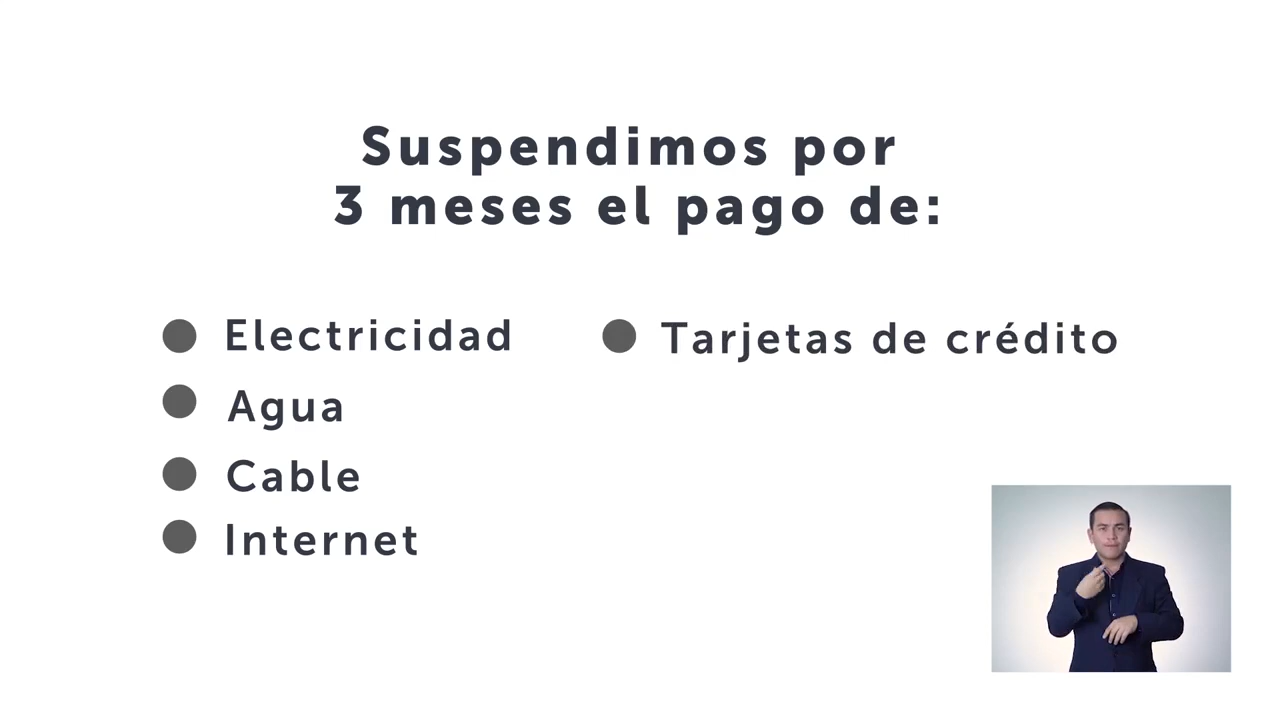 Suspendimos por
3 meses el pago de:
Electricidad
Agua
Cable
Internet
Tarjetas de crédito